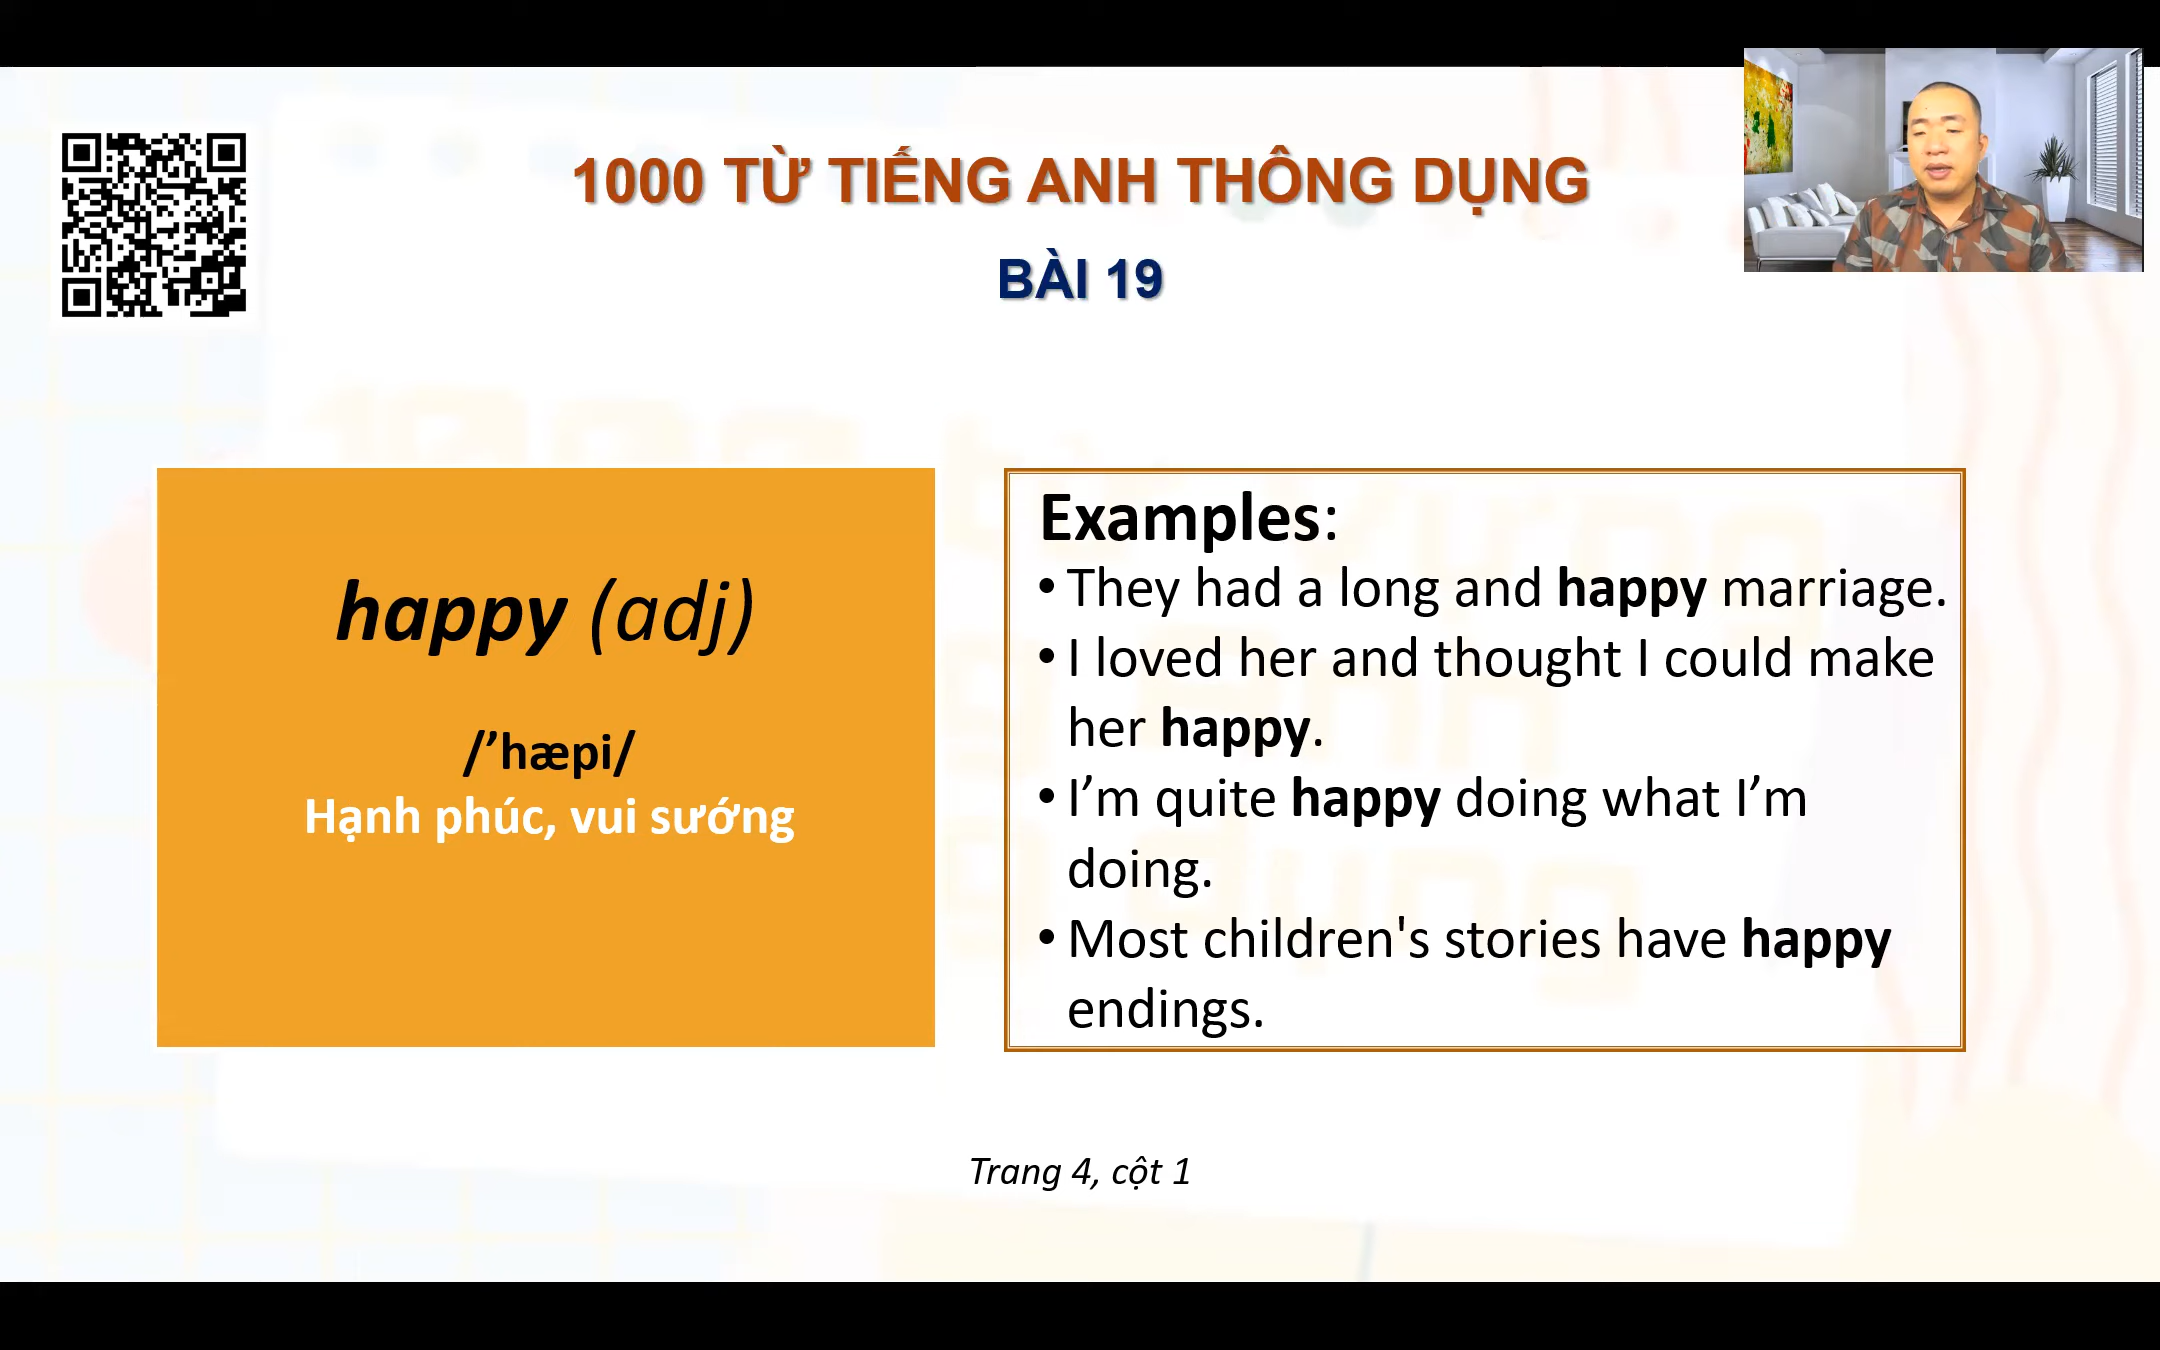 1000 TỪ TIẾNG ANH THÔNG DỤNG
BÀI 19
happy (adj)
/’hæpi/
Hạnh phúc, vui sướng
Examples:
• They had a long and happy marriage.
• I loved her and thought I could make
her happy.
• I’m quite happy doing what I’m
doing.
• Most children's stories have happy
endings.
Trang 4, cột 1